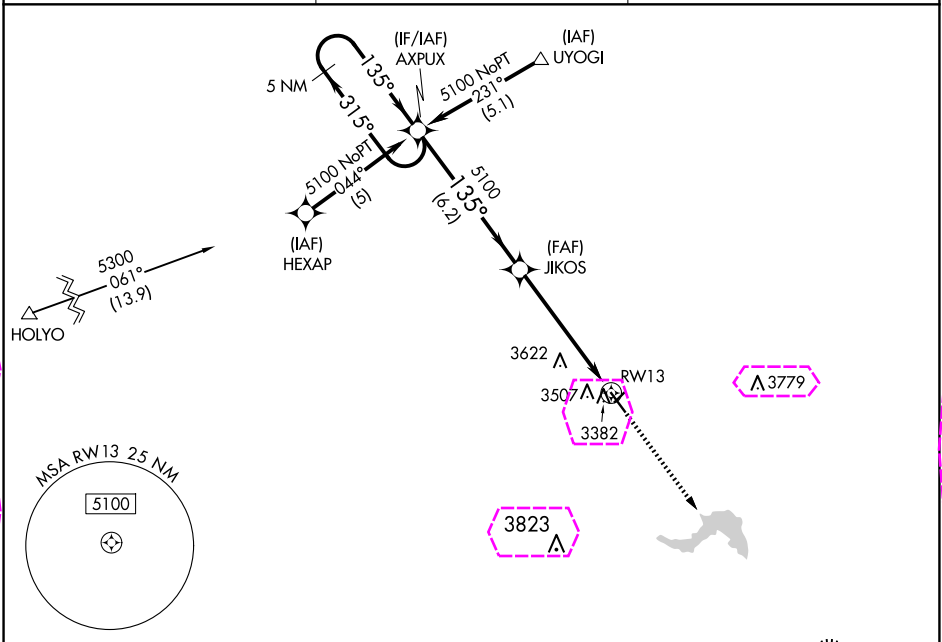 (IF/IAF)
AXPUX
(IAF)
UYOGI
5 NM
135°
315°
5100 NoPT
231°
(5.1)
5100 NoPT
044°
(5)
(IAF)
HEXAP
5100
135°
(6.2)
5300
061°
(13.9)
HOLYO
(FAF)
JIKOS
3622
RW13
3507
3382
3779
MSA RW13 25 NM
5100
3823